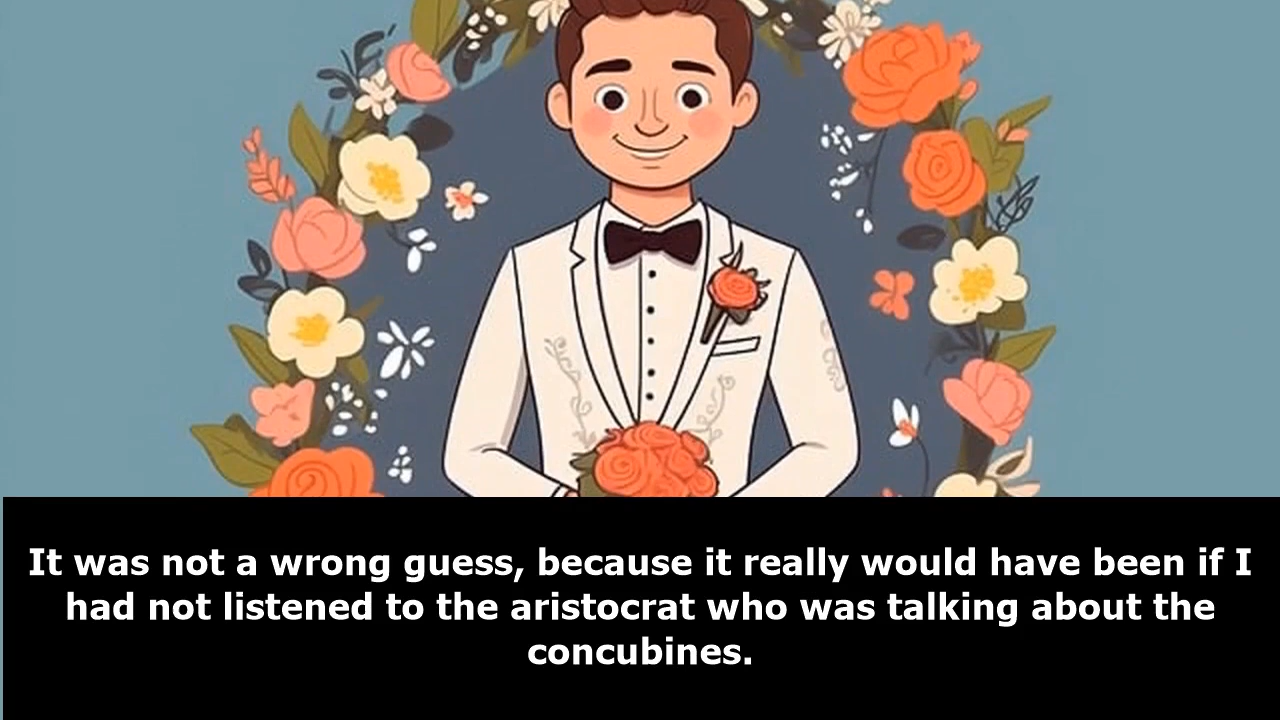 It was not a wrong guess, because it really would have been if I
had not listened to the aristocrat who was talking about the
concubines.